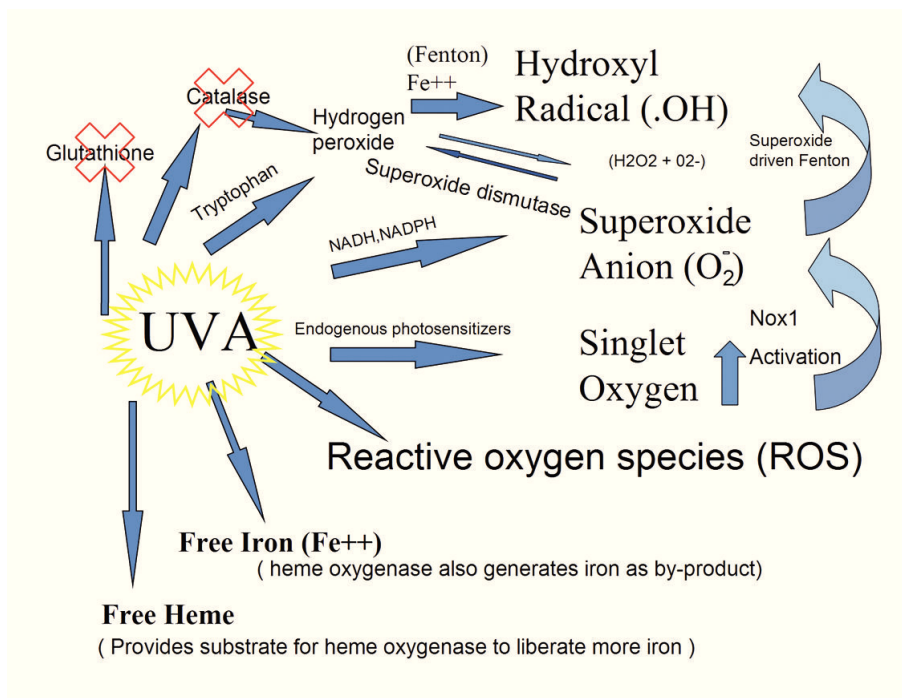 (Fenton)
Fe++
Hydroxyl
Radical (.OH)
Catalase
Glutathione
Hydrogen
peroxide
Superoxide dismutase
(H2O2 + 02-)
Superoxide
driven Fenton
Tryptophan
NADH,NADPH
Superoxide
Anion (O2-)
UVA
Endogenous photosensitizers
Singlet
Oxygen
Nox1
Activation
Reactive oxygen species (ROS)
Free Iron (Fe++)
( heme oxygenase also generates iron as by-product)
Free Heme
( Provides substrate for heme oxygenase to liberate more iron )